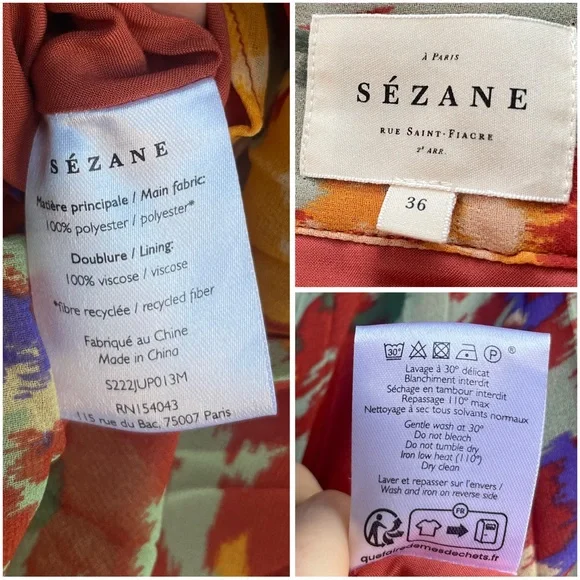 SÉZANE
Matière principale / Main fabric:
100% polyester / polyester*
Doublure / Lining:
100% viscose / viscose
*fibre recyclée / recycled fiber
Fabriqué au Chine
Made in China
S222JUP013M
RN154043
115 rue du Bac, 75007 Paris
À PARIS
SÉZANE
RUE SAINT-FIACRE
2e ARR.
36
30°
P
®
Lavage à 30° délicat
Blanchiment interdit
Séchage en tambour interdit
Repassage 110° max
Nettoyage à sec tous solvants normaux
Gentle wash at 30°
Do not bleach
Do not tumble dry
Iron low heat (110°)
Dry clean
Laver et repasser sur l'envers /
Wash and iron on reverse side
FR
quefairedemesdechets.fr